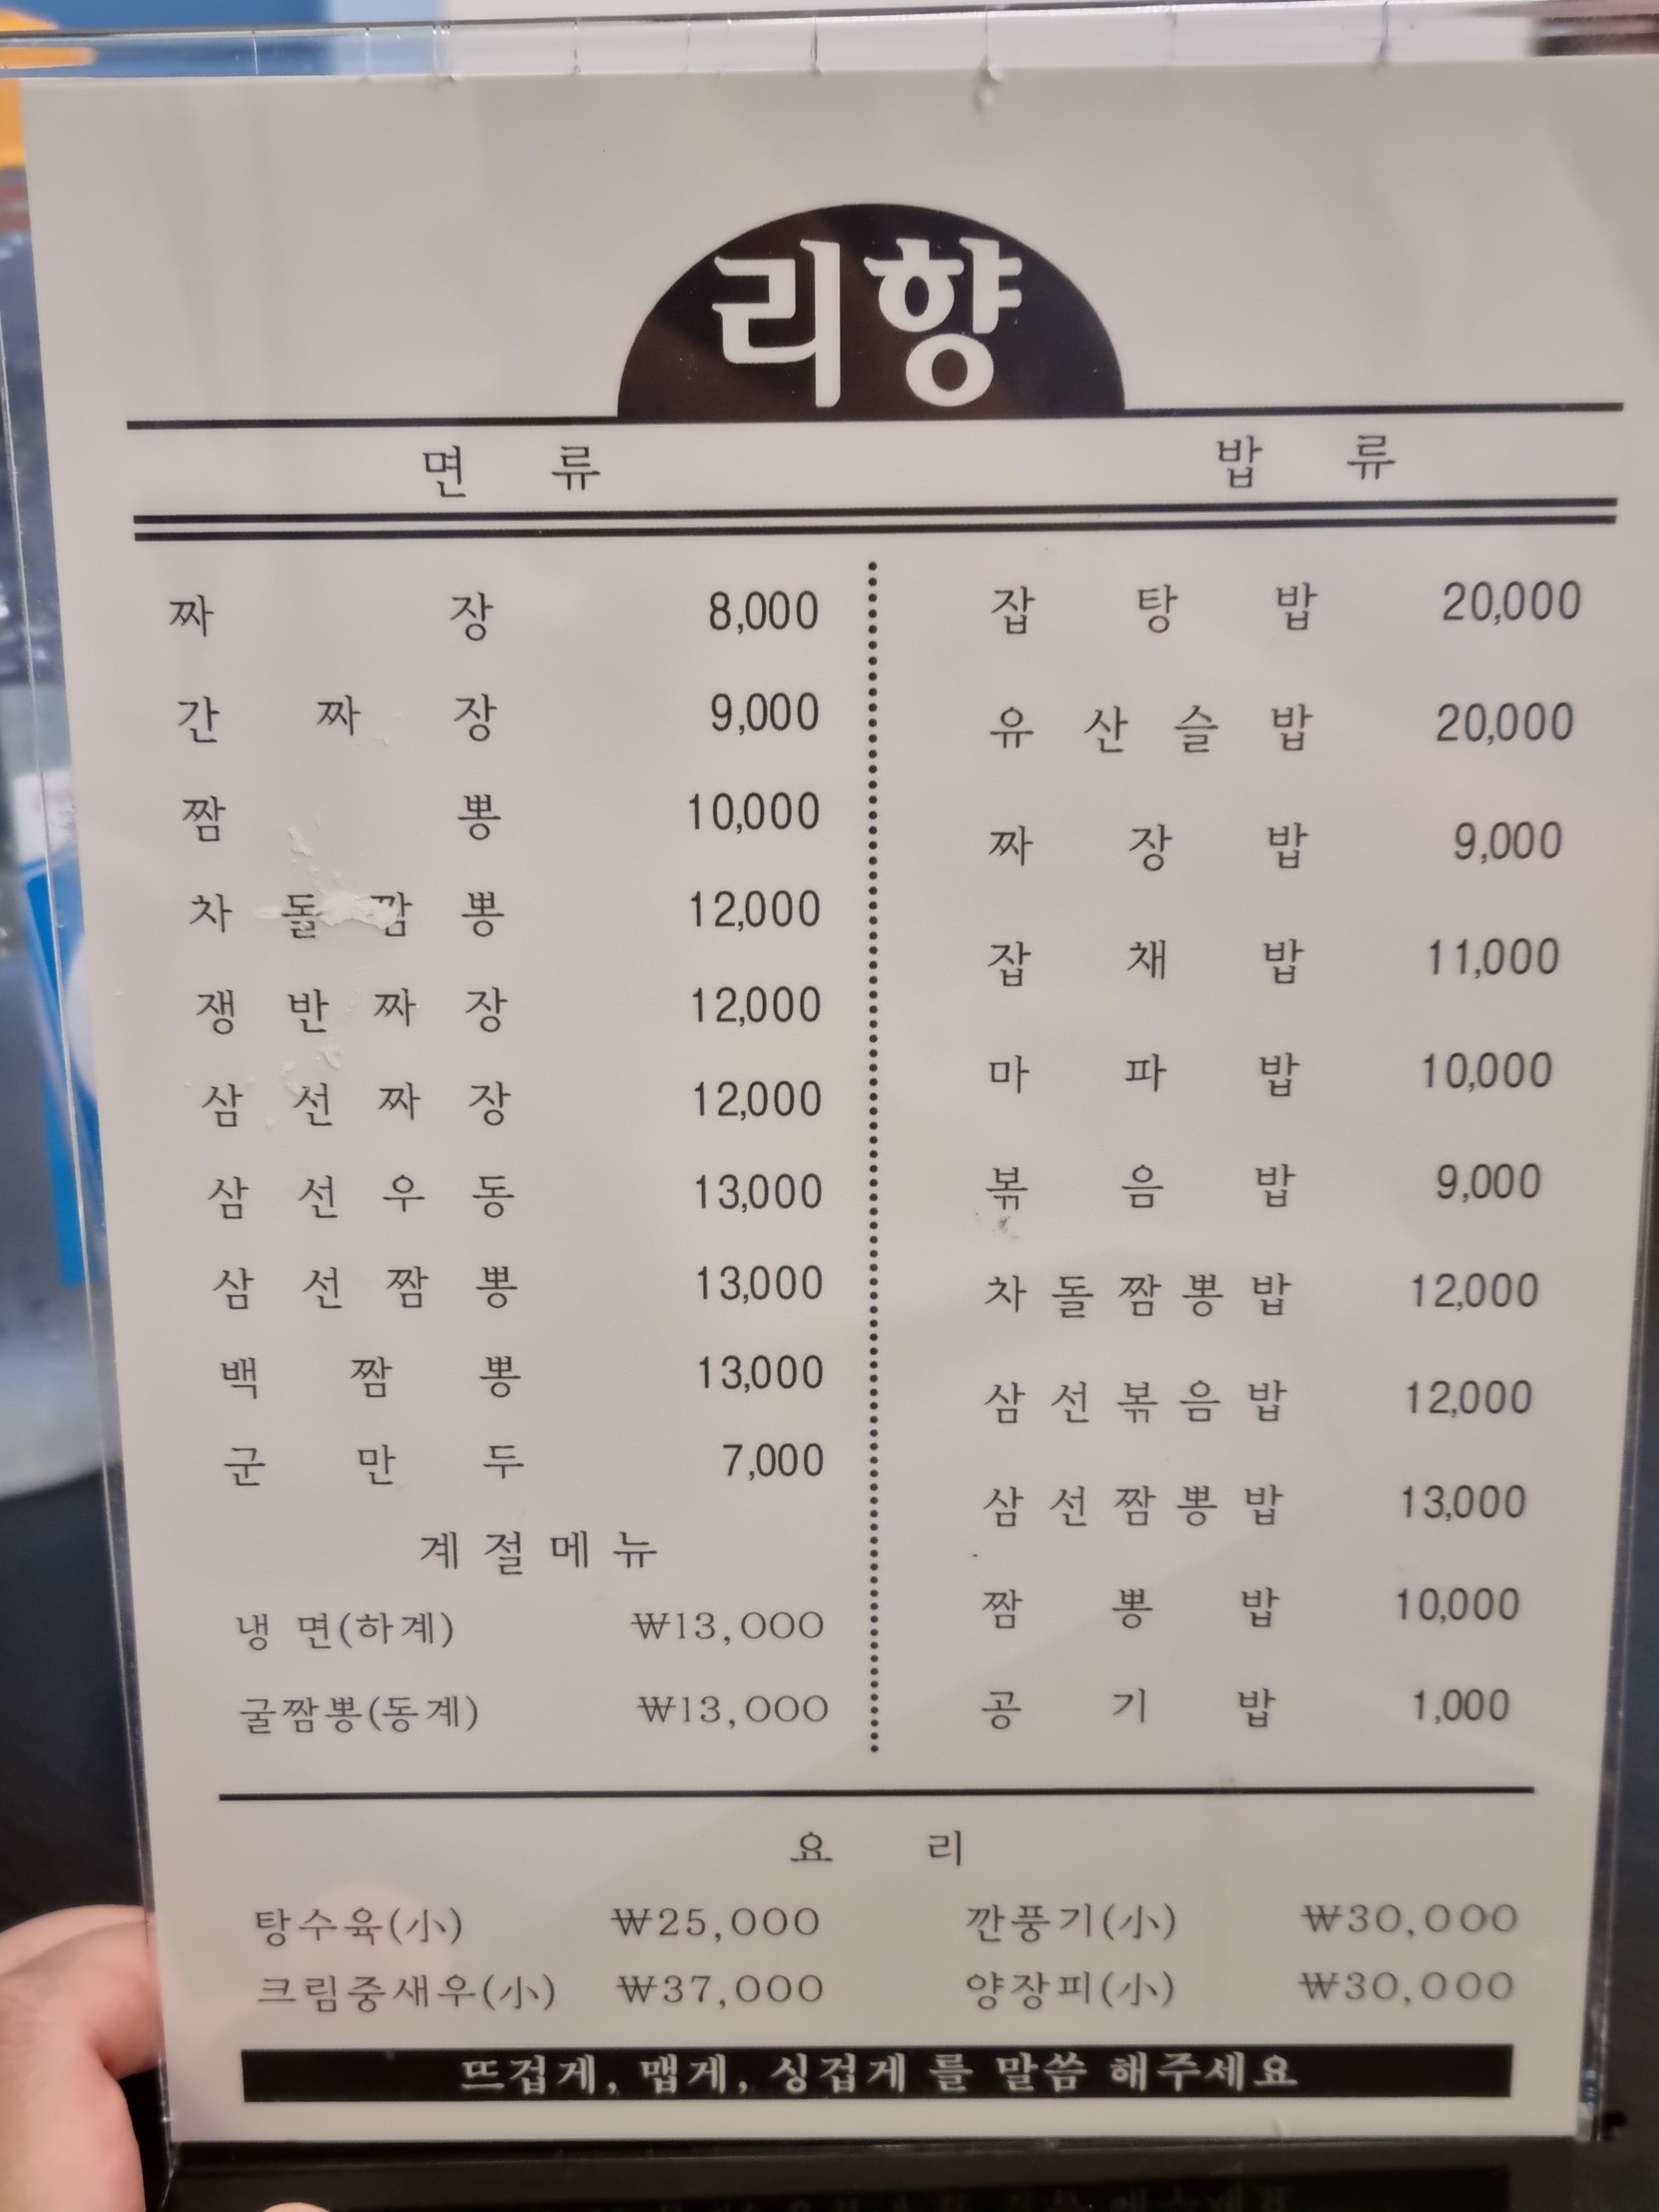 리향
면 류
짜 장 8,000
간 짜 장 9,000
짬 뽕 10,000
차 돌 짬 뽕 12,000
쟁 반 짜 장 12,000
삼 선 짜 장 12,000
삼 선 우 동 13,000
삼 선 짬 뽕 13,000
백 짬 뽕 13,000
군 만 두 7,000
계 절 메 뉴
냉 면(하계) ₩13,000
굴짬뽕(동계) ₩13,000
밥 류
잡 탕 밥 20,000
유 산 슬 밥 20,000
짜 장 밥 9,000
잡 채 밥 11,000
마 파 밥 10,000
볶 음 밥 9,000
차 돌 짬 뽕 밥 12,000
삼 선 볶 음 밥 12,000
삼 선 짬 뽕 밥 13,000
짬 뽕 밥 10,000
공 기 밥 1,000
요 리
탕수육(小) ₩25,000 깐풍기(小) ₩30,000
크림중새우(小) ₩37,000 양장피(小) ₩30,000
뜨겁게, 맵게, 싱겁게 를 말씀 해주세요